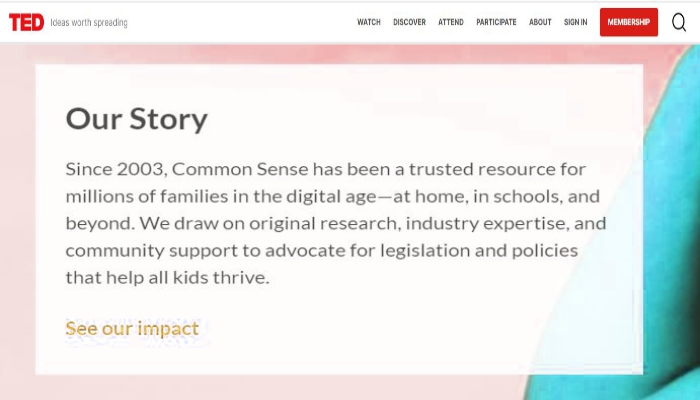 TED Ideas worth spreading WATCH DISCOVER ATTEND PARTICIPATE ABOUT SIGN IN MEMBERSHIP
Our Story
Since 2003, Common Sense has been a trusted resource for
millions of families in the digital age—at home, in schools, and
beyond. We draw on original research, industry expertise, and
community support to advocate for legislation and policies
that help all kids thrive.
See our impact